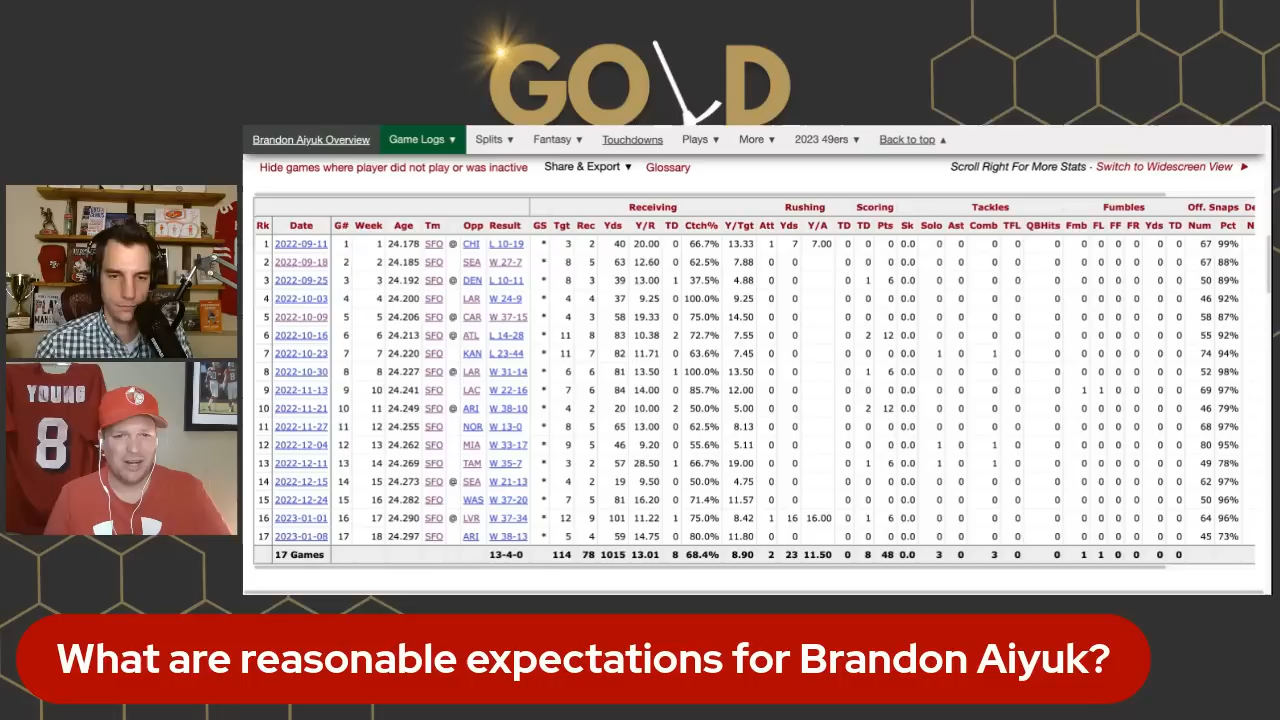 GOLD
Brandon Aiyuk Overview Game Logs ▼ Splits ▼ Fantasy ▼ Touchdowns Plays ▼ More ▼ 2023 49ers ▼ Back to top ▲
Hide games where player did not play or was inactive Share & Export ▼ Glossary Scroll Right For More Stats - Switch to Widescreen View ►
Receiving Rushing Scoring Tackles Fumbles Off. Snaps De
Rk Date G# Week Age Tm Opp Result GS Tgt Rec Yds Y/R TD Ctch% Y/Tgt Att Yds Y/A TD TD Pts Sk Solo Ast Comb TFL QBHits Fmb FL FF FR Yds TD Num Pct N
1 2022-09-11 1 1 24.178 SFO @ CHI L 10-19 * 3 2 40 20.00 0 66.7% 13.33 1 7 7.00 0 0 0 0.0 0 0 0 0 0 0 0 0 0 0 0 67 99%
2 2022-09-18 2 2 24.185 SFO SEA W 27-7 * 8 5 63 12.60 0 62.5% 7.88 0 0 0 0 0 0.0 0 0 0 0 0 0 0 0 0 0 0 67 88%
3 2022-09-25 3 3 24.192 SFO @ DEN L 10-11 * 8 3 39 13.00 1 37.5% 4.88 0 0 0 1 6 0.0 0 0 0 0 0 0 0 0 0 0 0 50 89%
4 2022-10-03 4 4 24.200 SFO LAR W 24-9 * 4 4 37 9.25 0 100.0% 9.25 0 0 0 0 0 0.0 0 0 0 0 0 0 0 0 0 0 0 46 92%
5 2022-10-09 5 5 24.206 SFO @ CAR W 37-15 * 4 3 58 19.33 0 75.0% 14.50 0 0 0 0 0 0.0 0 0 0 0 0 0 0 0 0 0 0 58 87%
6 2022-10-16 6 6 24.213 SFO @ ATL L 14-28 * 11 8 83 10.38 2 72.7% 7.55 0 0 0 2 12 0.0 0 0 0 0 0 0 0 0 0 0 0 55 92%
7 2022-10-23 7 7 24.220 SFO KAN L 23-44 * 11 7 82 11.71 0 63.6% 7.45 0 0 0 0 0 0.0 1 0 1 0 0 0 0 0 0 0 0 74 94%
8 2022-10-30 8 8 24.227 SFO @ LAR W 31-14 * 6 6 81 13.50 1 100.0% 13.50 0 0 0 1 6 0.0 0 0 0 0 0 0 0 0 0 0 0 52 98%
9 2022-11-13 9 10 24.241 SFO LAC W 22-16 * 7 6 84 14.00 0 85.7% 12.00 0 0 0 0 0 0.0 0 0 0 0 0 1 1 0 0 0 0 69 97%
10 2022-11-21 10 11 24.249 SFO @ ARI W 38-10 * 4 2 20 10.00 2 50.0% 5.00 0 0 0 2 12 0.0 0 0 0 0 0 0 0 0 0 0 0 46 79%
11 2022-11-27 11 12 24.255 SFO NOR W 13-0 * 8 5 65 13.00 0 62.5% 8.13 0 0 0 0 0 0.0 0 0 0 0 0 0 0 0 0 0 0 68 97%
12 2022-12-04 12 13 24.262 SFO MIA W 33-17 * 9 5 46 9.20 0 55.6% 5.11 0 0 0 0 0 0.0 1 0 1 0 0 0 0 0 0 0 0 80 95%
13 2022-12-11 13 14 24.269 SFO TAM W 35-7 * 3 2 57 28.50 1 66.7% 19.00 0 0 0 1 6 0.0 1 0 1 0 0 0 0 0 0 0 0 49 78%
14 2022-12-15 14 15 24.273 SFO @ SEA W 21-13 * 4 2 19 9.50 0 50.0% 4.75 0 0 0 0 0 0.0 0 0 0 0 0 0 0 0 0 0 0 62 97%
15 2022-12-24 15 16 24.282 SFO WAS W 37-20 * 7 5 81 16.20 0 71.4% 11.57 0 0 0 0 0 0.0 0 0 0 0 0 0 0 0 0 0 0 50 96%
16 2023-01-01 16 17 24.290 SFO @ LVR W 37-34 * 12 9 101 11.22 1 75.0% 8.42 1 16 16.00 0 1 6 0.0 0 0 0 0 0 0 0 0 0 0 0 64 96%
17 2023-01-08 17 18 24.297 SFO ARI W 38-13 * 5 4 59 14.75 0 80.0% 11.80 0 0 0 0 0 0.0 0 0 0 0 0 0 0 0 0 0 0 45 73%
17 Games 13-4-0 114 78 1015 13.01 8 68.4% 8.90 2 23 11.50 0 8 48 0.0 3 0 3 0 0 1 1 0 0 0 0
YOUNG
8
What are reasonable expectations for Brandon Aiyuk?